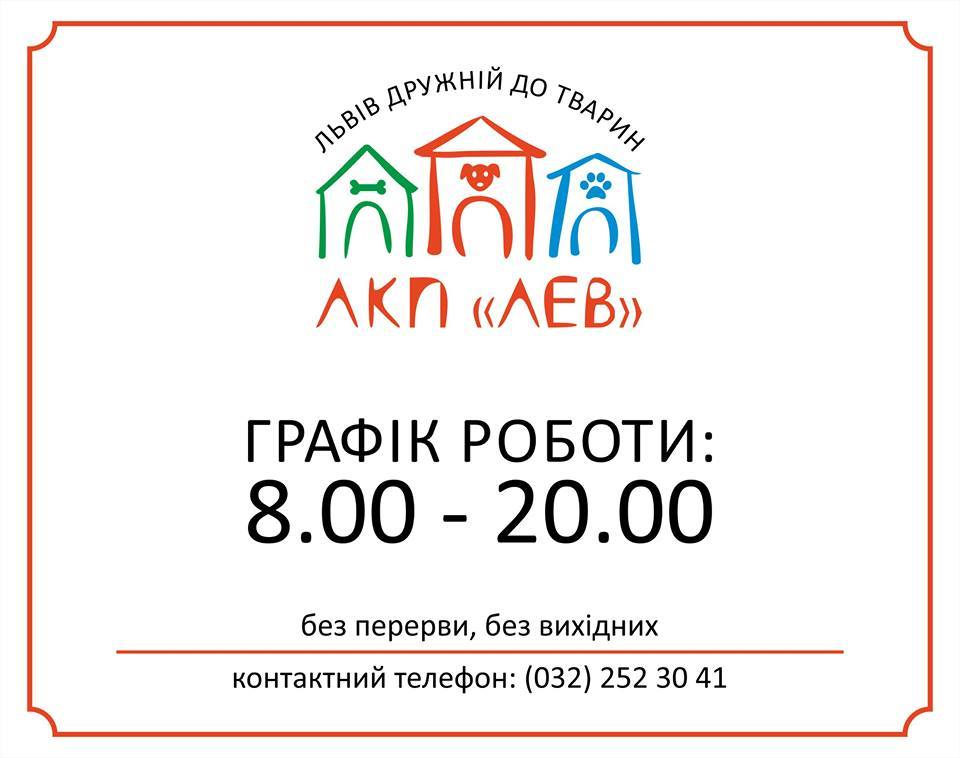 ЛЬВІВ ДРУЖНІЙ ДО ТВАРИН
ЛКП «ЛЕВ»
ГРАФІК РОБОТИ:
8.00 - 20.00
без перерви, без вихідних
контактний телефон: (032) 252 30 41